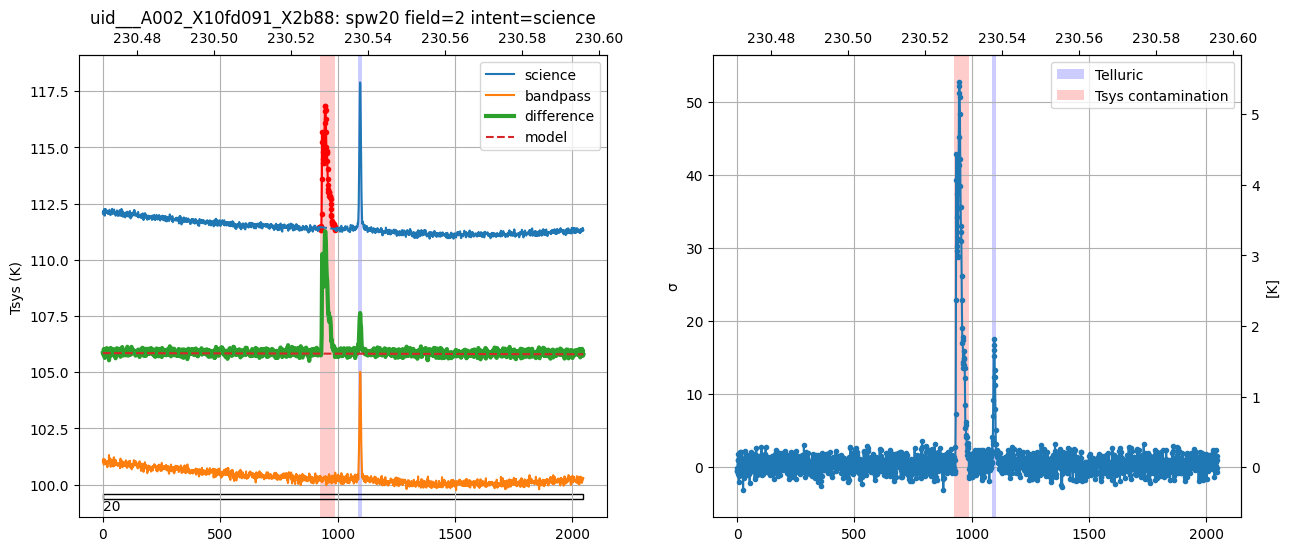 uid___A002_X10fd091_X2b88: spw20 field=2 intent=science
230.48 230.50 230.52 230.54 230.56 230.58 230.60
117.5
115.0
112.5
110.0
107.5
105.0
102.5
100.0
Tsys (K)
science
bandpass
difference
model
20
0 500 1000 1500 2000
230.48 230.50 230.52 230.54 230.56 230.58 230.60
50
40
30
20
10
0
σ
Telluric
Tsys contamination
5
4
3
2
1
0
[K]
0 500 1000 1500 2000